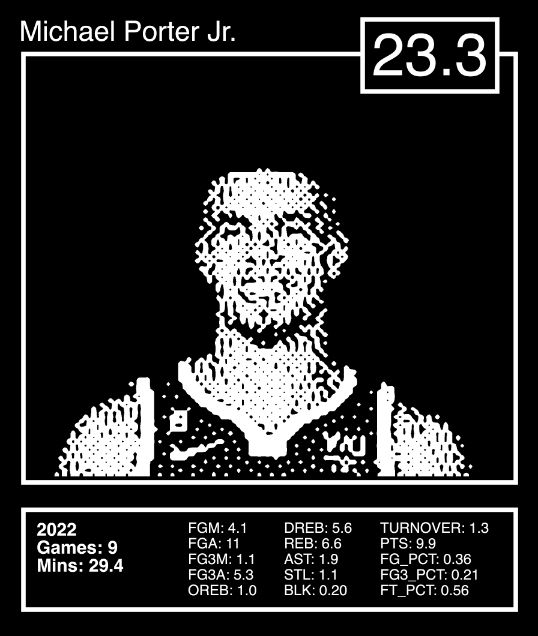 Michael Porter Jr.
23.3
2022
Games: 9
Mins: 29.4
FGM: 4.1
FGA: 11
FG3M: 1.1
FG3A: 5.3
OREB: 1.0
DREB: 5.6
REB: 6.6
AST: 1.9
STL: 1.1
BLK: 0.20
TURNOVER: 1.3
PTS: 9.9
FG_PCT: 0.36
FG3_PCT: 0.21
FT_PCT: 0.56